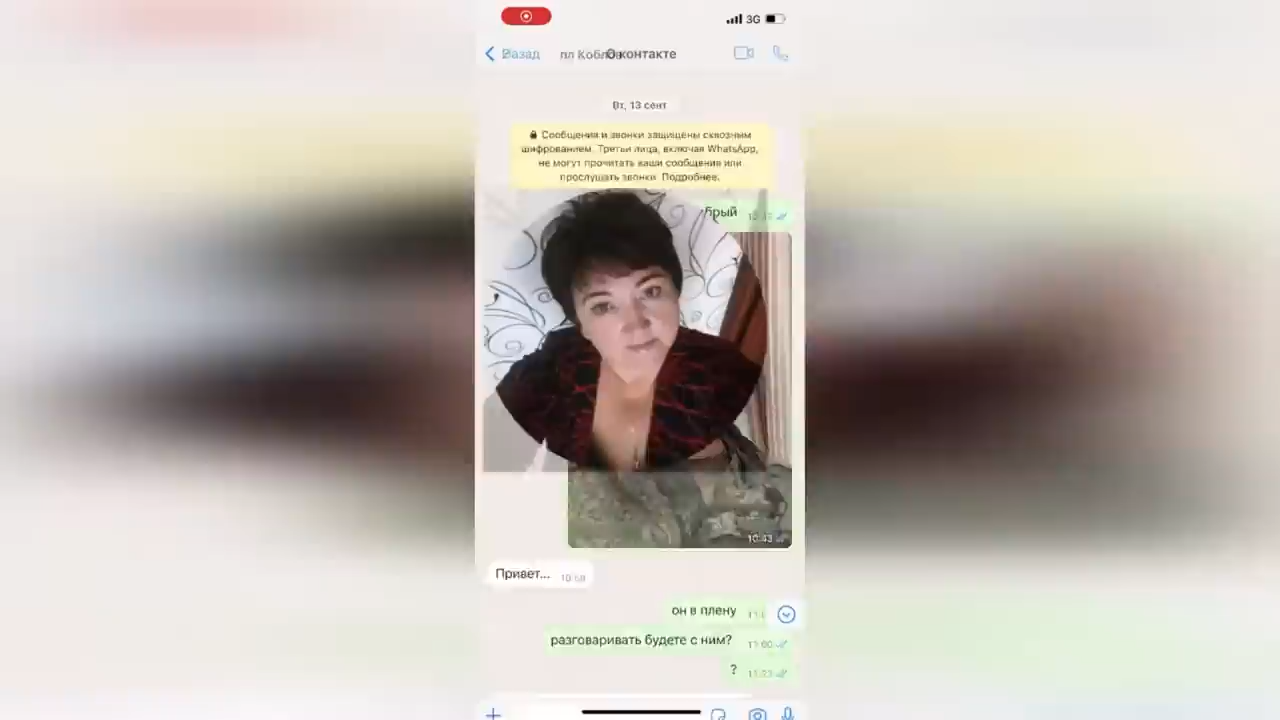 3G
Назад
О контакте
Вт, 13 сент
Сообщения и звонки защищены сквозным
шифрованием. Третьи лица, включая WhatsApp,
не могут прочитать ваши сообщения или
прослушать звонки. Подробнее.
брый
10:43
Привет...
он в плену
разговаривать будете с ним?
?